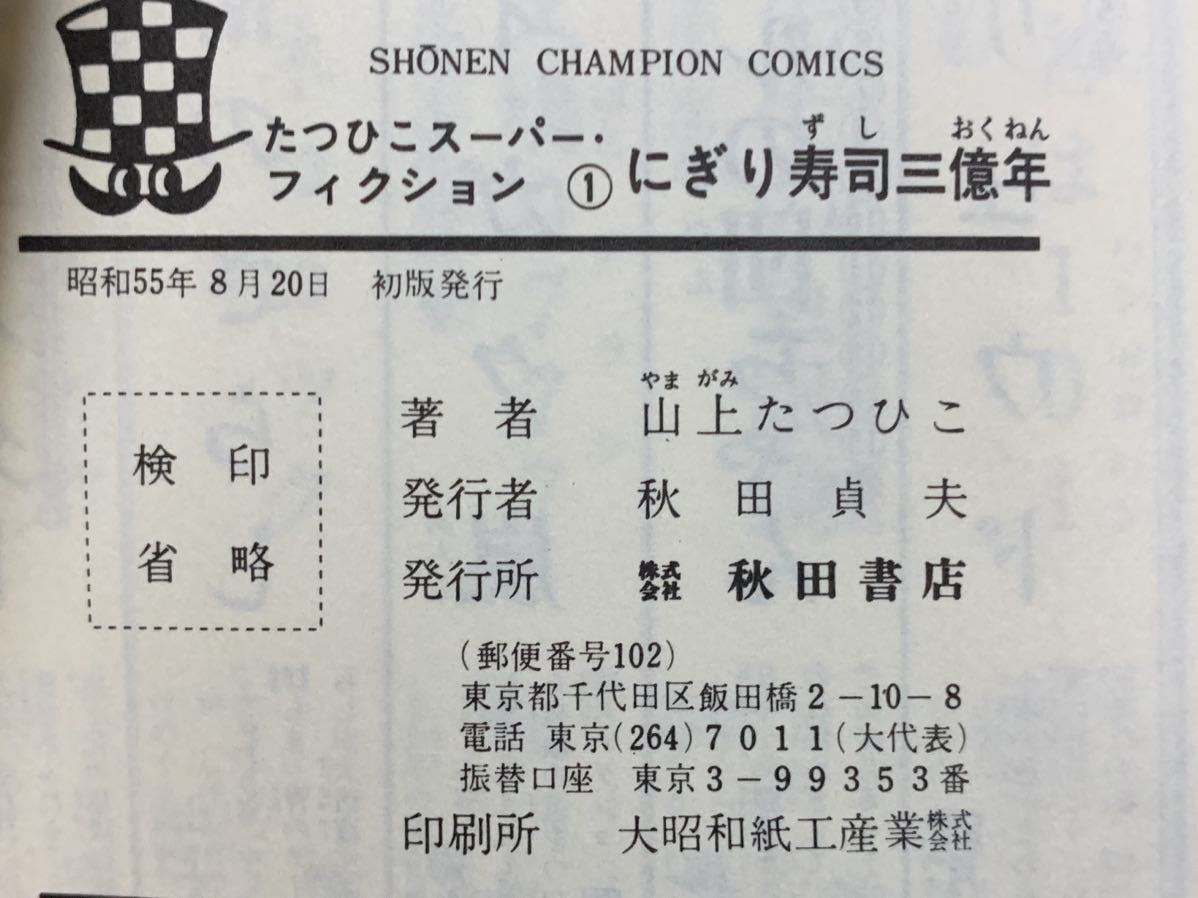 SHŌNEN CHAMPION COMICS
たつひこスーパー・
フィクション ① にぎり寿司三億年
ずし おくねん
昭和55年8月20日 初版発行
検印
省略
著者 山上たつひこ
やまがみ
発行者 秋田貞夫
発行所 株式会社 秋田書店
(郵便番号102)
東京都千代田区飯田橋2-10-8
電話 東京(264)7011(大代表)
振替口座 東京3-99353番
印刷所 大昭和紙工産業株式会社